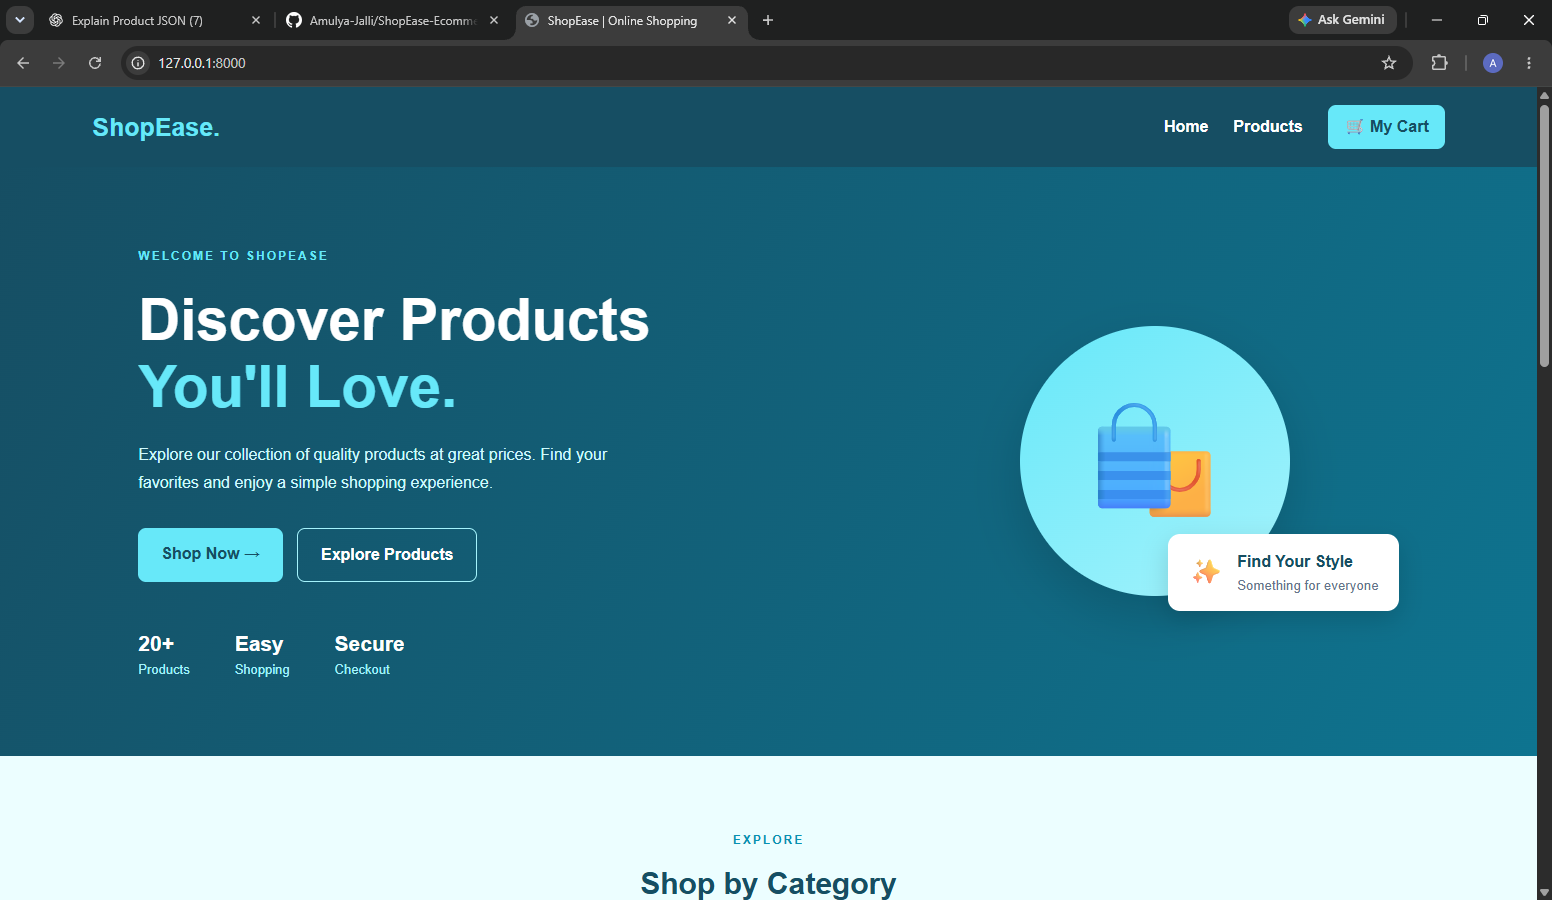 Explain Product JSON (7)
Amulya-Jalli/ShopEase-Ecomme
ShopEase | Online Shopping
Ask Gemini
127.0.0.1:8000
A
ShopEase.
Home
Products
🛒 My Cart
WELCOME TO SHOPEASE
Discover Products
You'll Love.
Explore our collection of quality products at great prices. Find your
favorites and enjoy a simple shopping experience.
Shop Now →
Explore Products
Find Your Style
Something for everyone
20+
Products
Easy
Shopping
Secure
Checkout
EXPLORE
Shop by Category